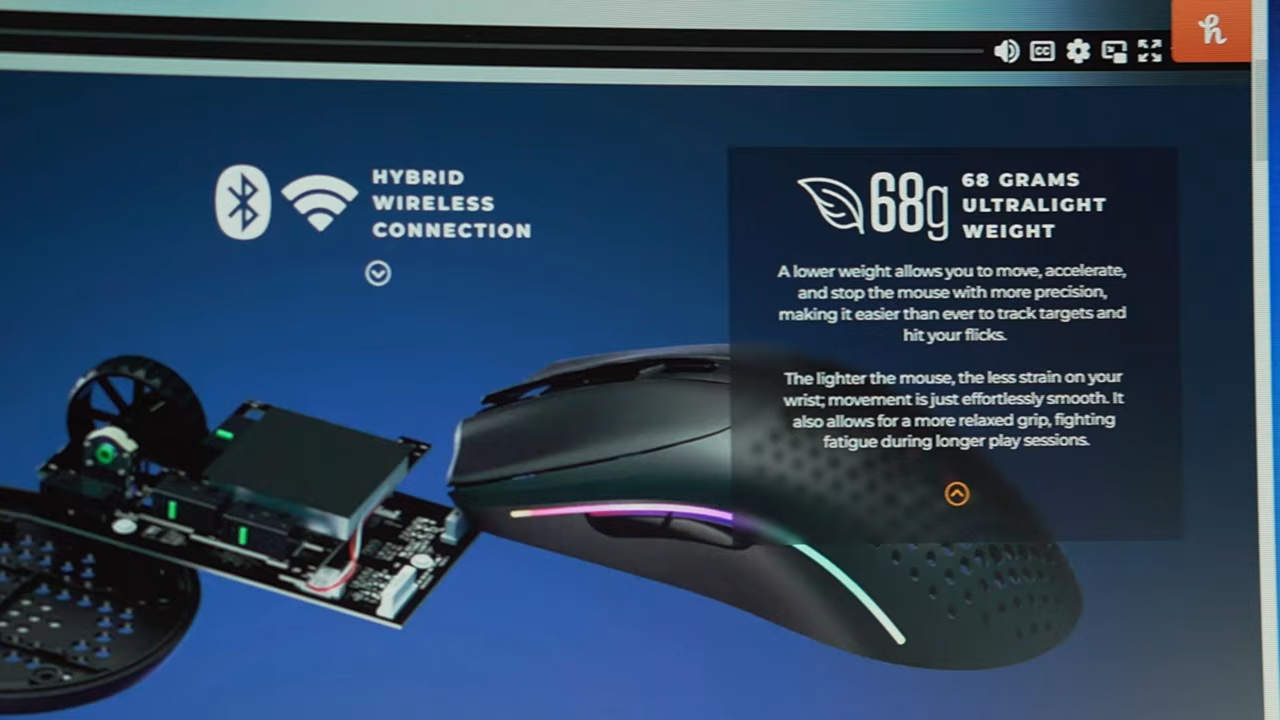 CC
h
HYBRID
WIRELESS
CONNECTION
68g
68 GRAMS
ULTRALIGHT
WEIGHT
A lower weight allows you to move, accelerate,
and stop the mouse with more precision,
making it easier than ever to track targets and
hit your flicks.
The lighter the mouse, the less strain on your
wrist; movement is just effortlessly smooth. It
also allows for a more relaxed grip, fighting
fatigue during longer play sessions.